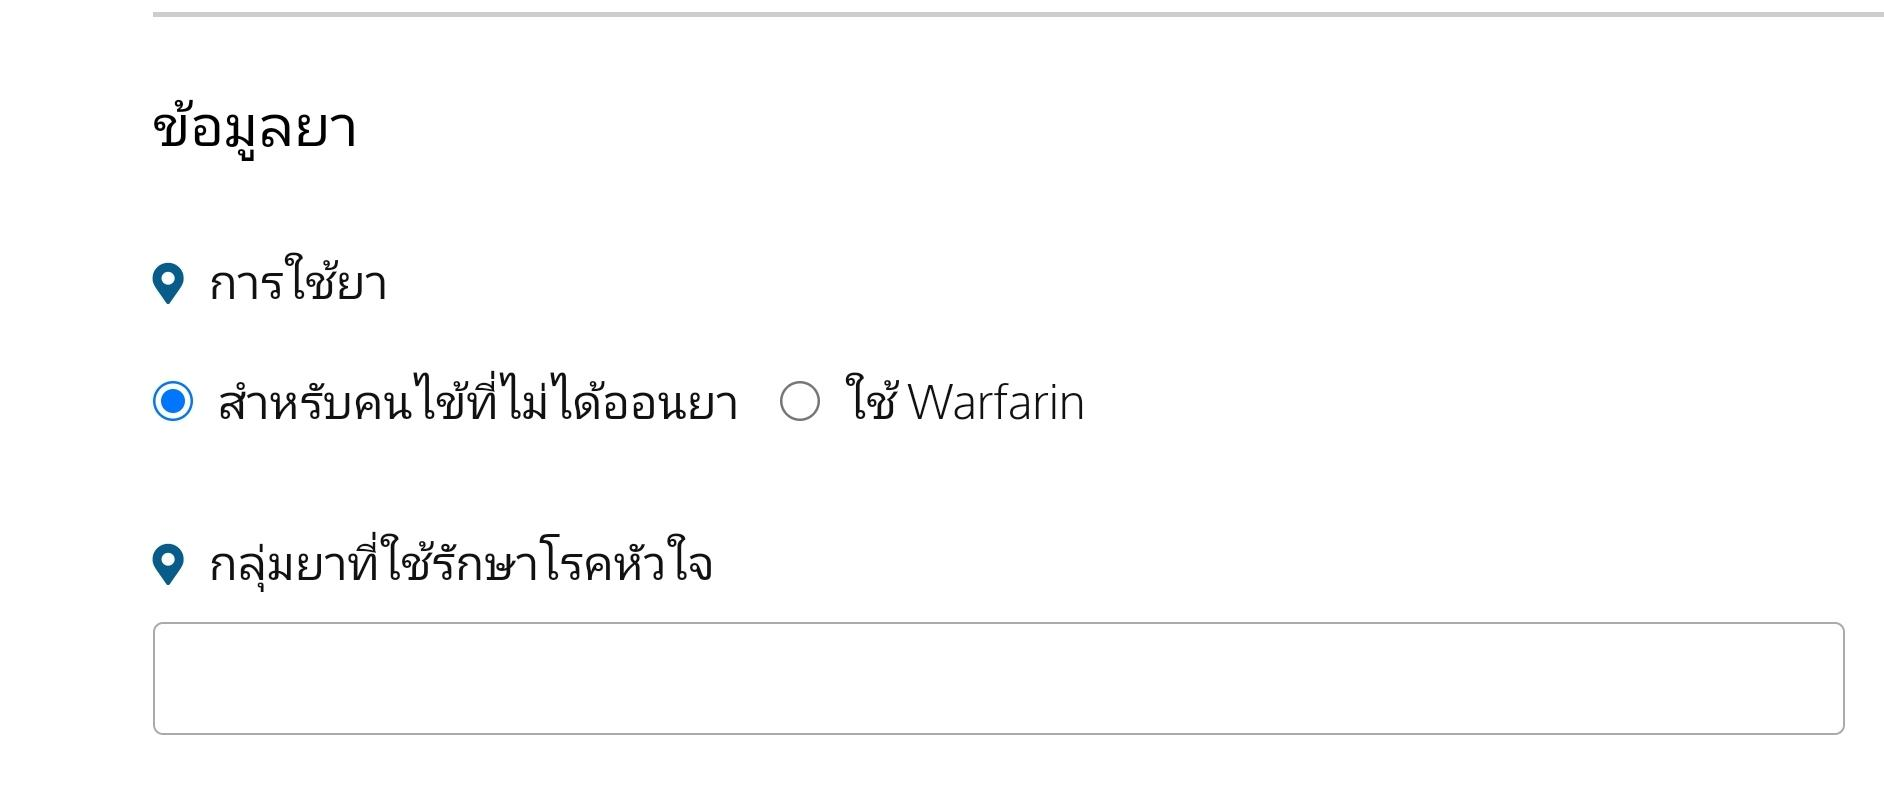 ข้อมูลยา
การใช้ยา
สำหรับคนไข้ที่ไม่ได้ออนยา ใช้ Warfarin
กลุ่มยาที่ใช้รักษาโรคหัวใจ